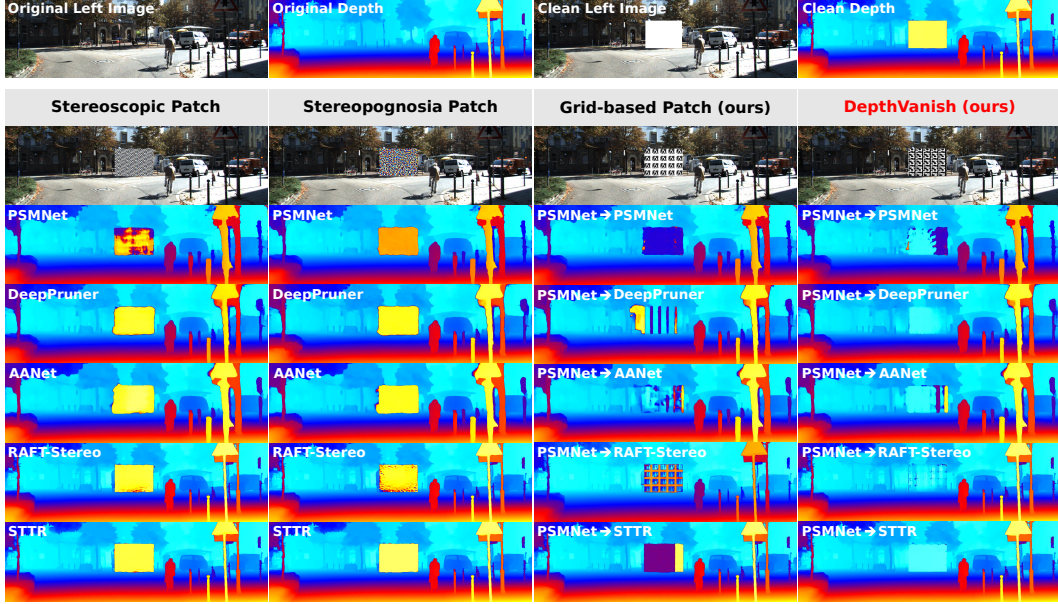 Original Left Image Original Depth Clean Left Image Clean Depth
Stereoscopic Patch Stereopognosia Patch Grid-based Patch (ours) DepthVanish (ours)
PSMNet PSMNet PSMNet→PSMNet PSMNet→PSMNet
DeepPruner DeepPruner PSMNet→DeepPruner PSMNet→DeepPruner
AANet AANet PSMNet→AANet PSMNet→AANet
RAFT-Stereo RAFT-Stereo PSMNet→RAFT-Stereo PSMNet→RAFT-Stereo
STTR STTR PSMNet→STTR PSMNet→STTR